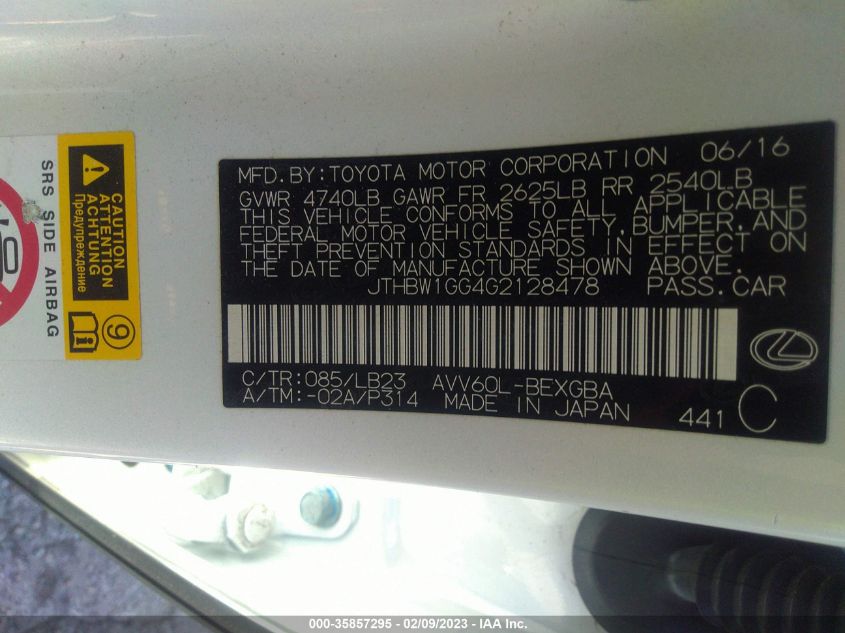 MFD. BY: TOYOTA MOTOR CORPORATION 06/16
GVWR 4740LB GAWR FR 2625LB RR 2540LB
THIS VEHICLE CONFORMS TO ALL APPLICABLE
FEDERAL MOTOR VEHICLE SAFETY, BUMPER, AND
THEFT PREVENTION STANDARDS IN EFFECT ON
THE DATE OF MANUFACTURE SHOWN ABOVE.
JTHBW1GG4G2128478 PASS. CAR
C/TR: 085/LB23 AVV60L-BEXGBA
A/TM: -02A/P314 MADE IN JAPAN 441 C
SRS SIDE AIRBAG
CAUTION
ATTENTION
ACHTUNG
Предупреждение
9
000-35857295 - 02/09/2023 - IAA Inc.